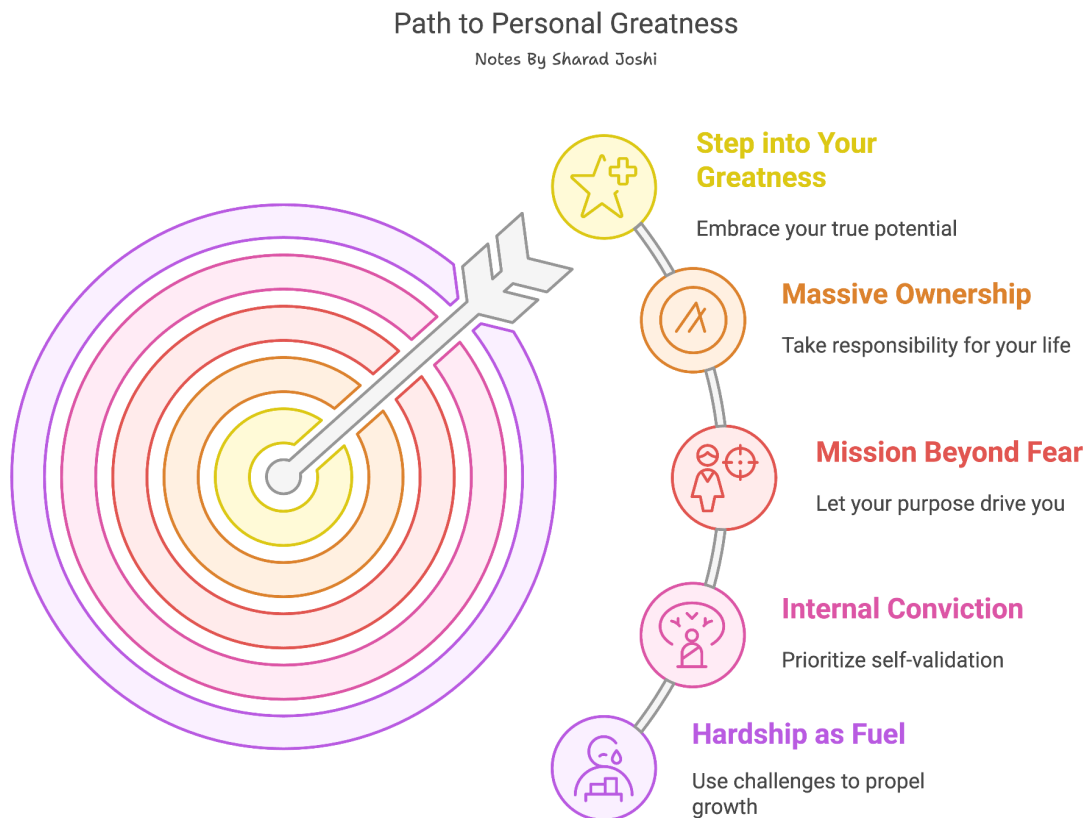 Path to Personal Greatness
Notes By Sharad Joshi
Step into Your
Greatness
Embrace your true potential
Massive Ownership
Take responsibility for your life
Mission Beyond Fear
Let your purpose drive you
Internal Conviction
Prioritize self-validation
Hardship as Fuel
Use challenges to propel
growth